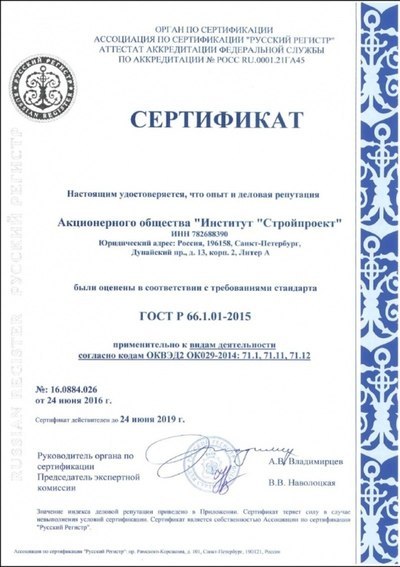 ОРГАН ПО СЕРТИФИКАЦИИ
АССОЦИАЦИЯ ПО СЕРТИФИКАЦИИ "РУССКИЙ РЕГИСТР"
АТТЕСТАТ АККРЕДИТАЦИИ ФЕДЕРАЛЬНОЙ СЛУЖБЫ
ПО АККРЕДИТАЦИИ № РОСС RU.0001.21ГА45
РУССКИЙ РЕГИСТР
RUSSIAN REGISTER
СЕРТИФИКАТ
Настоящим удостоверяется, что опыт и деловая репутация
Акционерного общества "Институт "Стройпроект"
ИНН 782688390
Юридический адрес: Россия, 196158, Санкт-Петербург,
Дунайский пр., д. 13, корп. 2, Литер А
были оценены в соответствии с требованиями стандарта
ГОСТ Р 66.1.01-2015
применительно к видам деятельности
согласно кодам ОКВЭД2 ОК029-2014: 71.1, 71.11, 71.12
№: 16.0884.026
от 24 июня 2016 г.
Сертификат действителен до 24 июня 2019 г.
Руководитель органа по
сертификации
А.В. Владимирцев
Председатель экспертной
комиссии
В.В. Наволоцкая
Значение индекса деловой репутации приведено в Приложении. Сертификат теряет силу в случае
невыполнения условий сертификации. Сертификат является собственностью Ассоциации по сертификации
"Русский Регистр".
Ассоциация по сертификации "Русский Регистр" пр. Римского-Корсакова, д. 101, Санкт-Петербург, 190121, Россия
RUSSIAN REGISTER РУССКИЙ РЕГИСТР